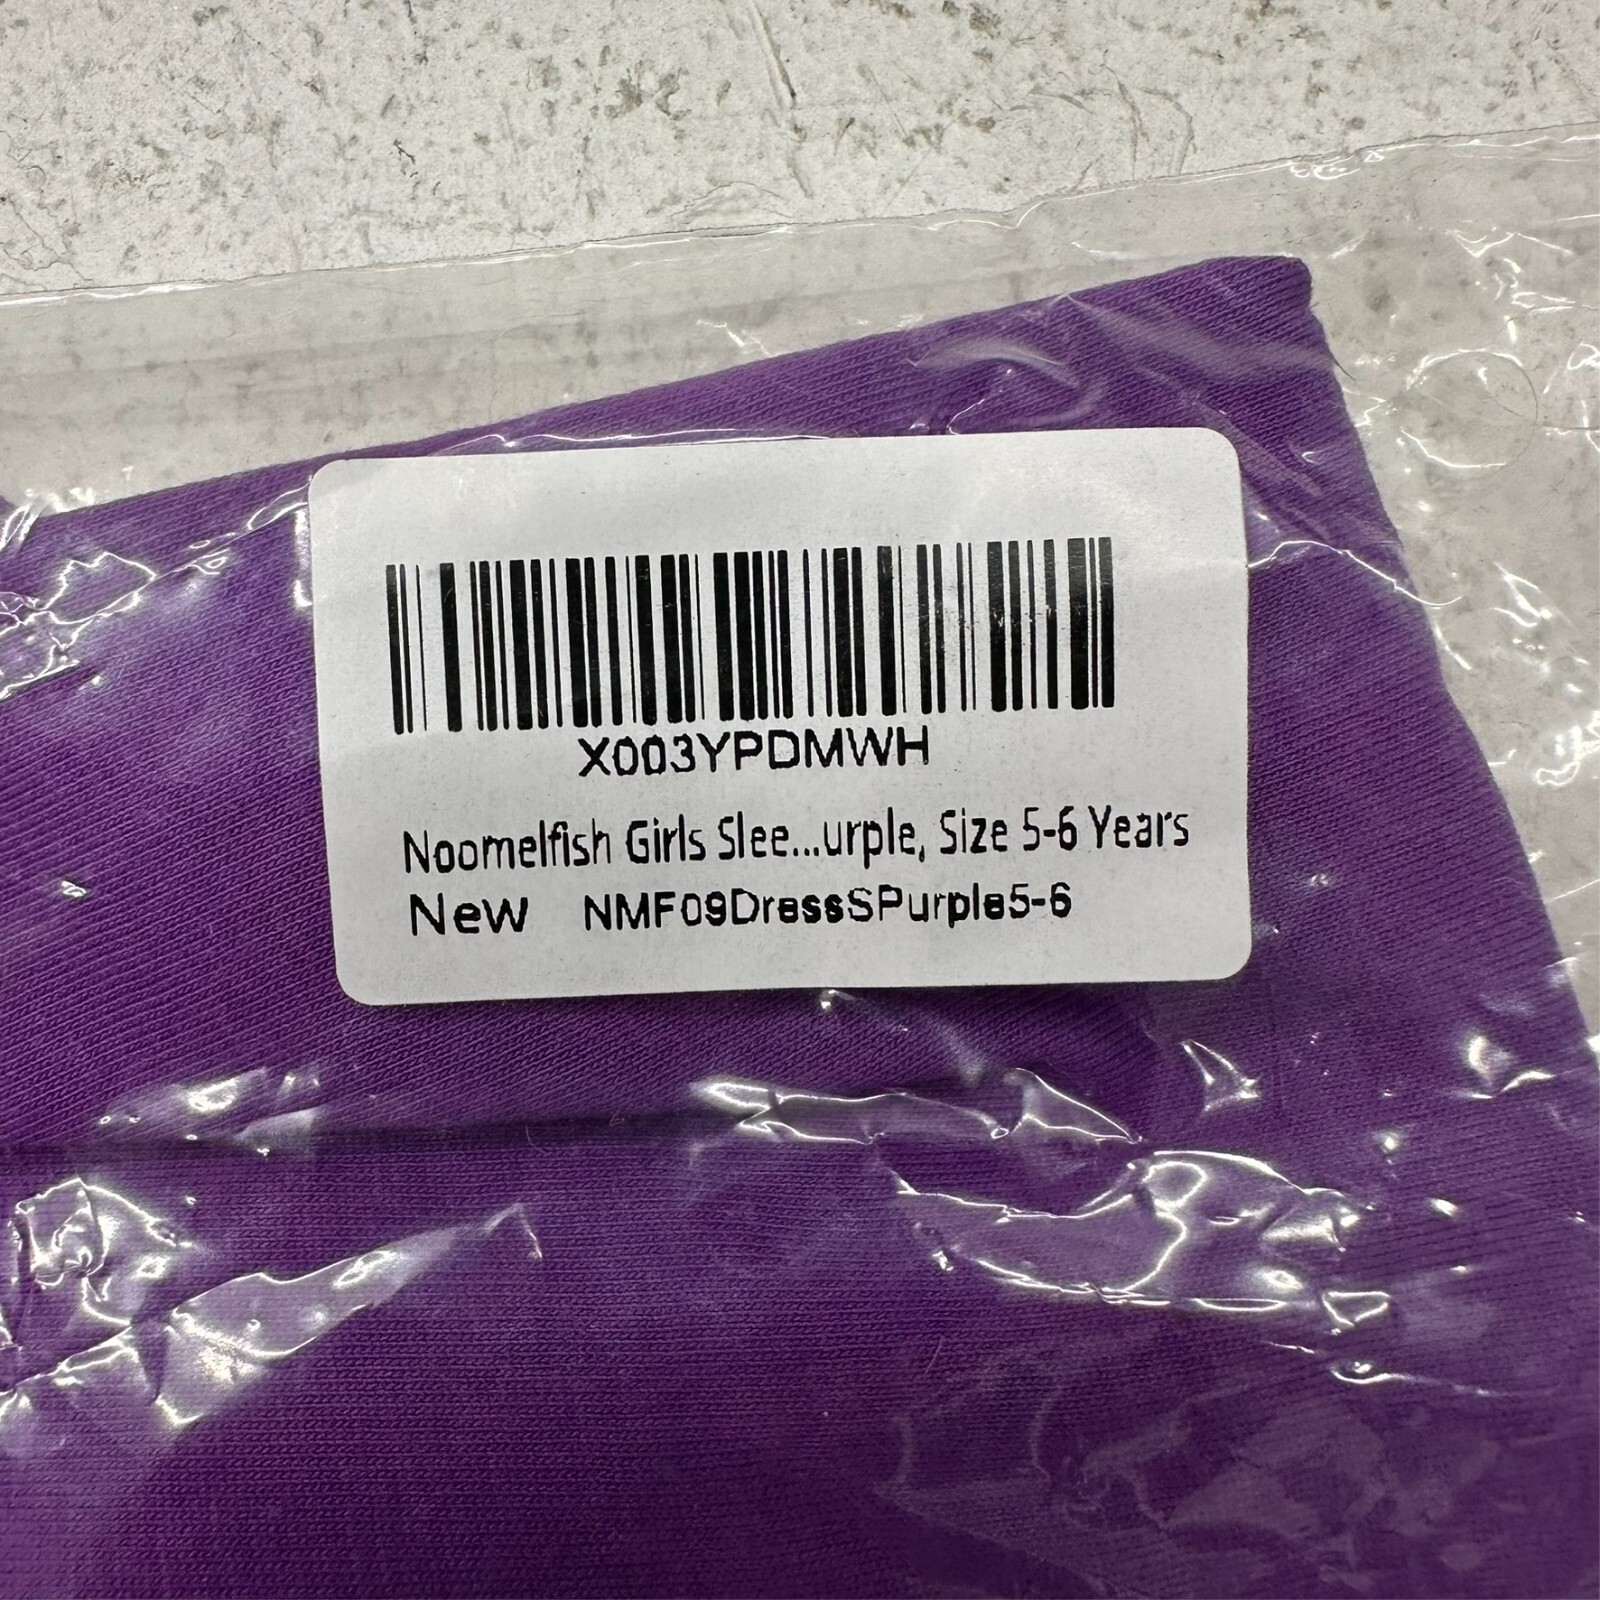 X003YPDMWH
Noomelfish Girls Slee...urple, Size 5-6 Years
New NMF09DressSPurple5-6